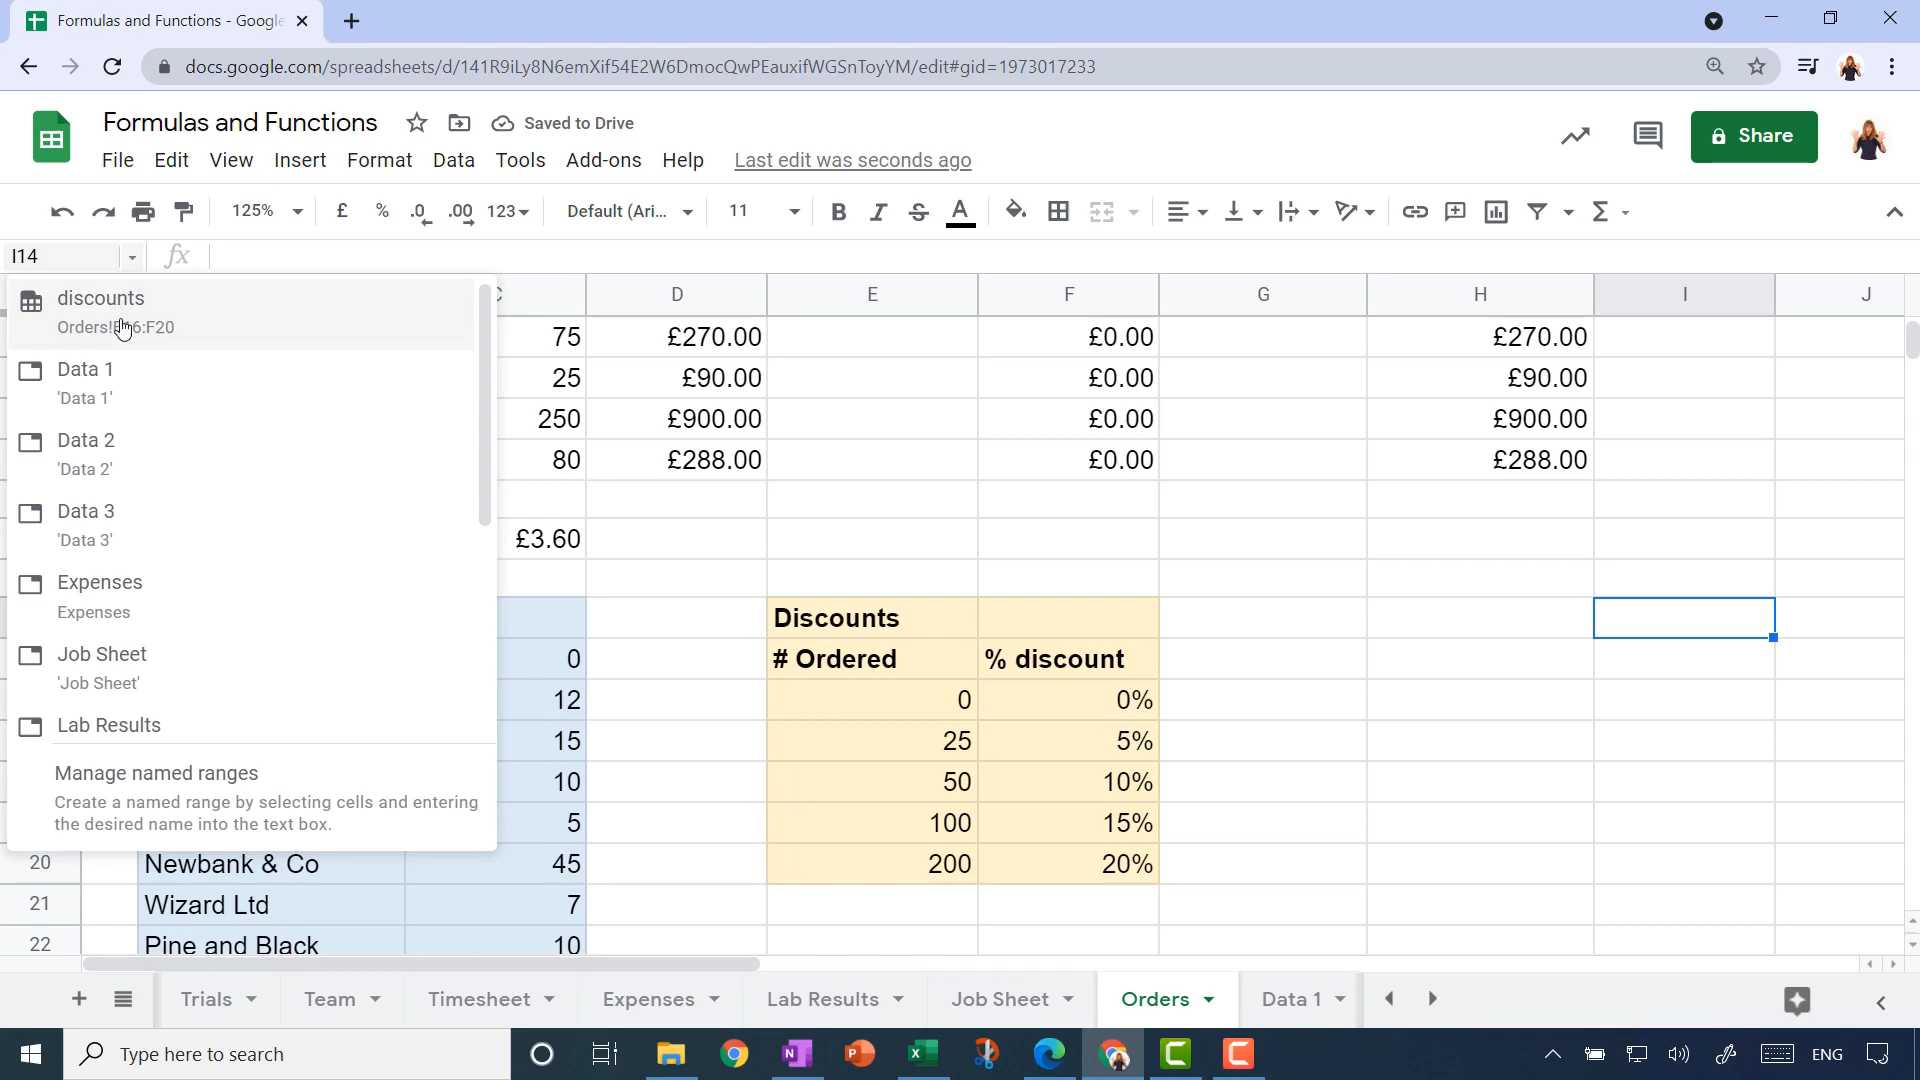 Formulas and Functions - Google
docs.google.com/spreadsheets/d/141R9iLy8N6emXif54E2W6DmocQwPEauxifWGSnToyYM/edit#gid=1973017233
Formulas and Functions
Saved to Drive
Share
File Edit View Insert Format Data Tools Add-ons Help Last edit was seconds ago
125% £ % .0 .00 123 Default (Ari... 11 B I S A Σ
I14 fx
D E F G H I J
discounts
Data 1
'Data 1'
Data 2
'Data 2'
Data 3
'Data 3'
Expenses
Expenses
Job Sheet
'Job Sheet'
Lab Results
Manage named ranges
Create a named range by selecting cells and entering
the desired name into the text box.
75 £270.00 £0.00 £270.00
25 £90.00 £0.00 £90.00
250 £900.00 £0.00 £900.00
80 £288.00 £0.00 £288.00
£3.60
Discounts
0 # Ordered % discount
12 0 0%
15 25 5%
10 50 10%
5 100 15%
20 Newbank & Co 45 200 20%
21 Wizard Ltd 7
22 Pine and Black 10
Trials Team Timesheet Expenses Lab Results Job Sheet Orders Data 1
Type here to search
ENG